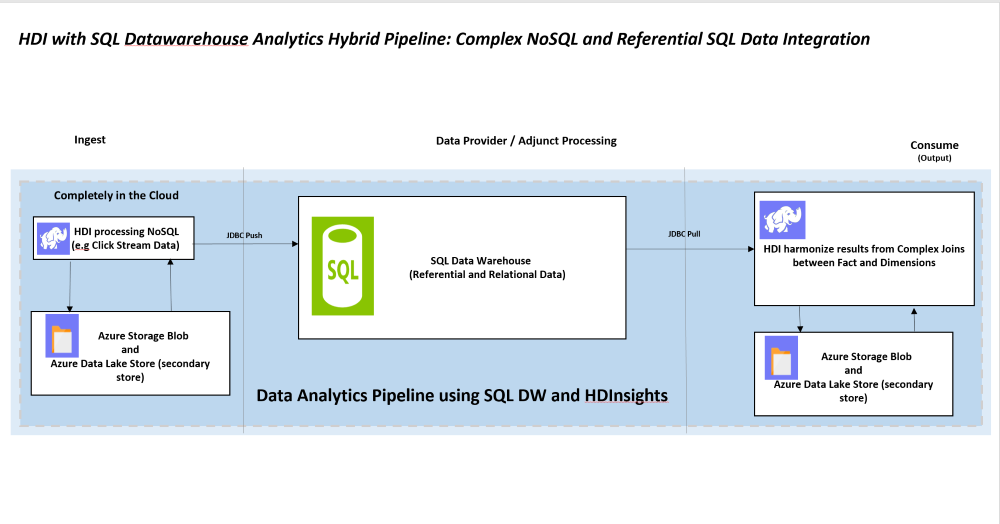 HDI with SQL Datawarehouse Analytics Hybrid Pipeline: Complex NoSQL and Referential SQL Data Integration
Ingest
Data Provider / Adjunct Processing
Consume
(Output)
Completely in the Cloud
HDI processing NoSQL
(e.g Click Stream Data)
JDBC Push
SQL
SQL Data Warehouse
(Referential and Relational Data)
JDBC Pull
HDI harmonize results from Complex Joins
between Fact and Dimensions
Azure Storage Blob
and
Azure Data Lake Store (secondary
store)
Azure Storage Blob
and
Azure Data Lake Store (secondary
store)
Data Analytics Pipeline using SQL DW and HDInsights